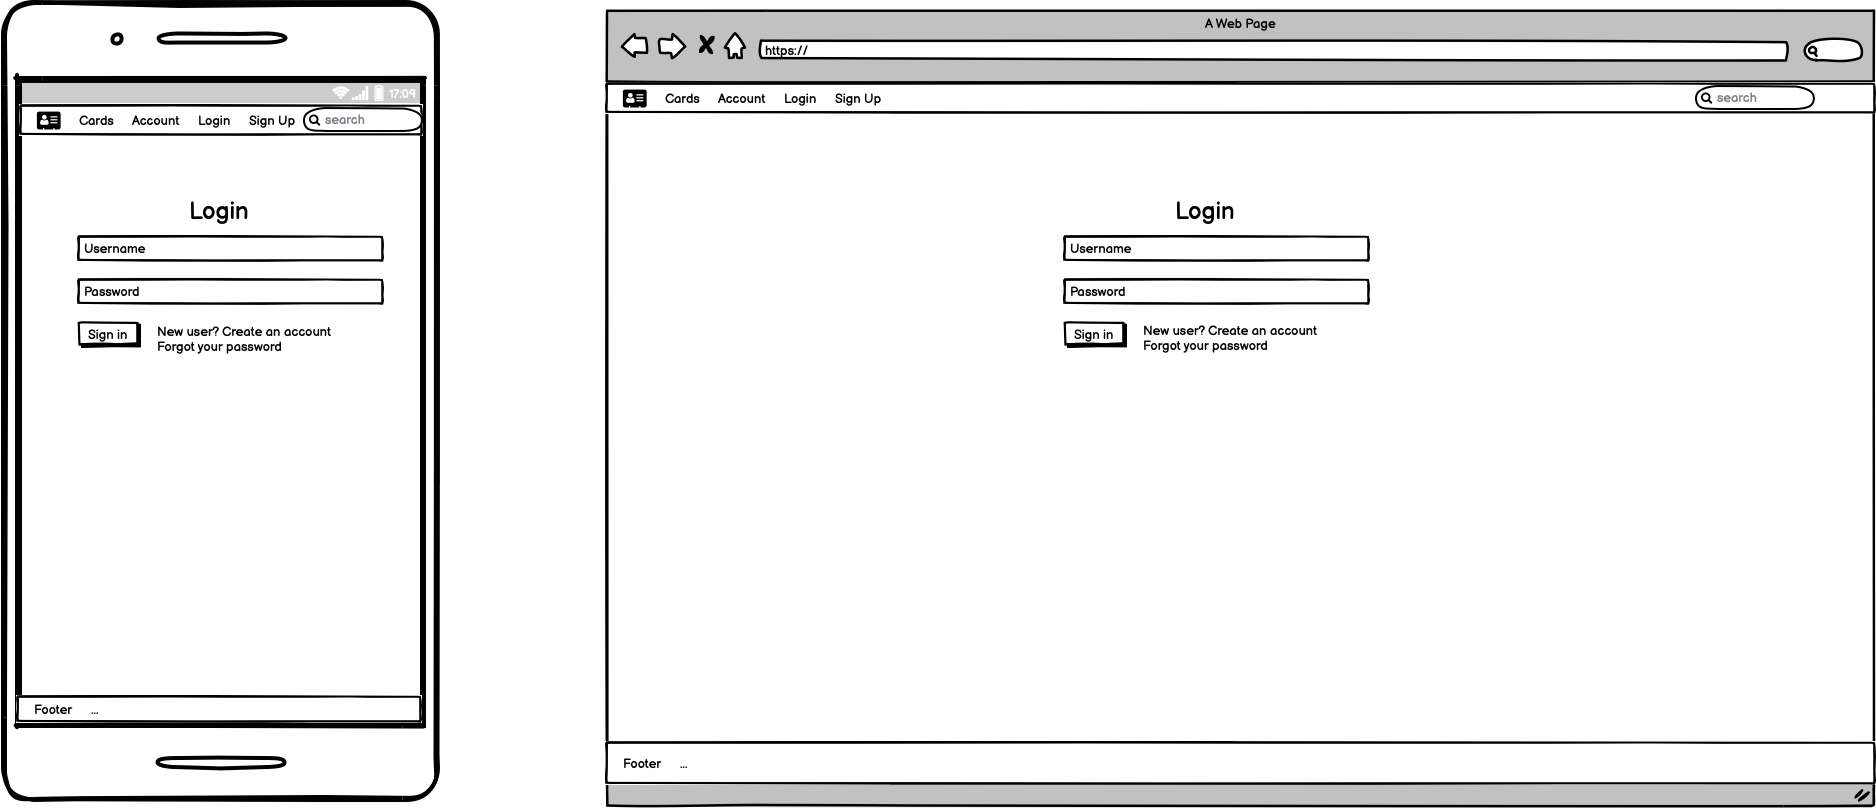 17:09
Cards Account Login Sign Up search
Login
Username
Password
Sign in
New user? Create an account
Forgot your password
Footer ...
A Web Page
https://
Cards Account Login Sign Up search
Login
Username
Password
Sign in
New user? Create an account
Forgot your password
Footer ...